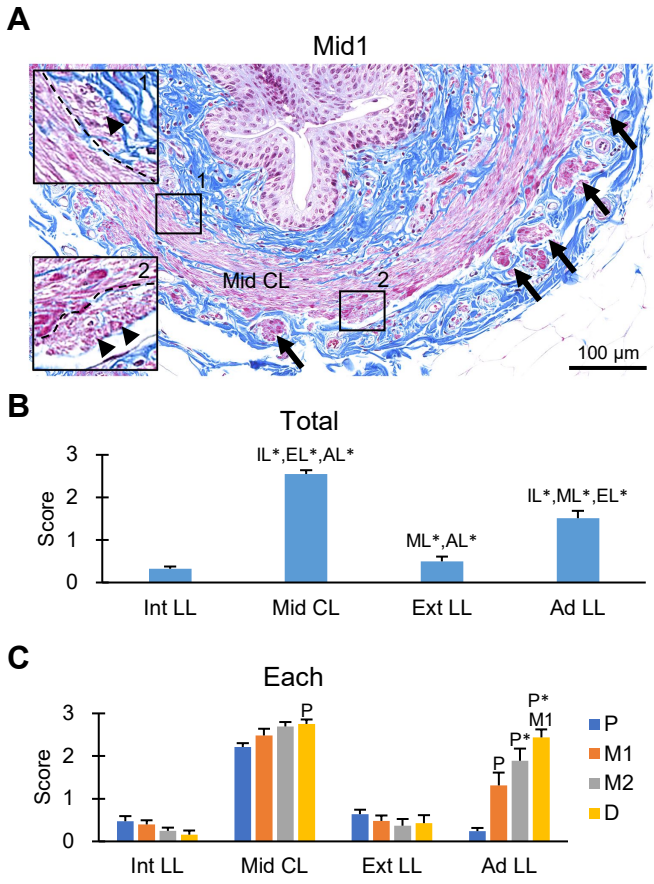 A
Mid1
1
1
Mid CL
2
2
100 µm
B
Total
Score
3
2
1
0
IL*,EL*,AL*
ML*,AL*
IL*,ML*,EL*
Int LL
Mid CL
Ext LL
Ad LL
C
Each
Score
3
2
1
0
P
P
P*
P*
M1
Int LL
Mid CL
Ext LL
Ad LL
P
M1
M2
D